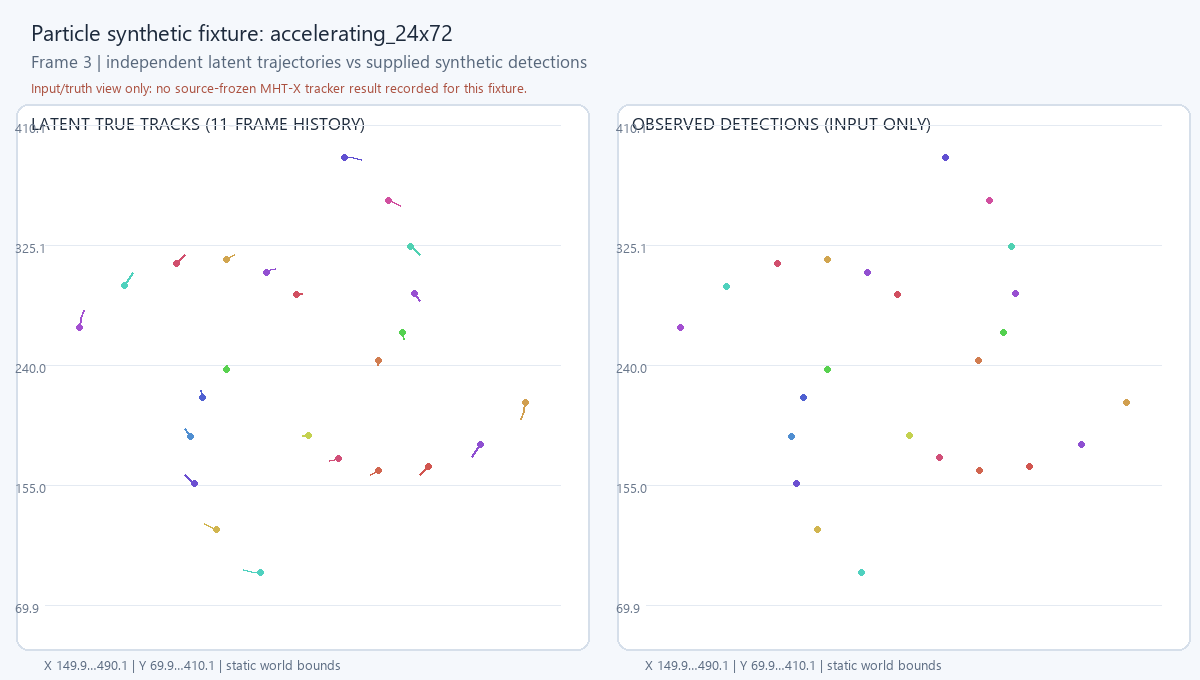 Particle synthetic fixture: accelerating_24x72
Frame 3 | independent latent trajectories vs supplied synthetic detections
Input/truth view only: no source-frozen MHT-X tracker result recorded for this fixture.
LATENT TRUE TRACKS (11-FRAME HISTORY)
410.1
325.1
240.0
155.0
69.9
X 149.9...490.1 | Y 69.9...410.1 | static world bounds
OBSERVED DETECTIONS (INPUT ONLY)
410.1
325.1
240.0
155.0
69.9
X 149.9...490.1 | Y 69.9...410.1 | static world bounds